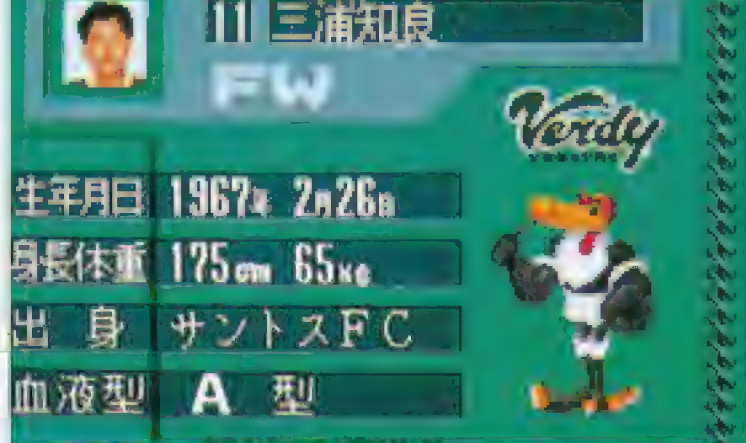 11 三浦知良
FW
Verdy
生年月日 1967年 2月26日
身長体重 175cm 65Kg
出 身 サントスFC
血液型 A 型